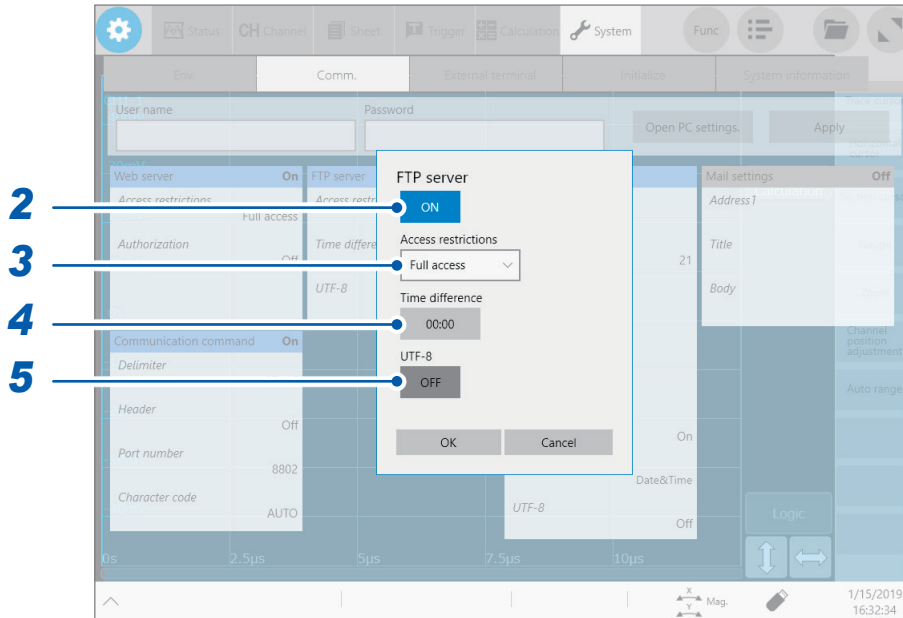 Status CH Channel Sheet Trigger Calculation System Func
Env. Comm. External terminal Initialize System information
Trace cursor
User name Password
Open PC settings. Apply
cursor
Web server On FTP server
Mail settings Off
Access restrictions
Full access
Authorization
Off
Access restr
Time differe
UTF-8
21
Address1
Title
Body
FTP server
2 ON
Access restrictions
3 Full access
Time difference
4 00:00
UTF-8
5 OFF
OK Cancel
Communication command On
Delimiter
Header
Off
Port number
8802
Character code
AUTO
On
Date&Time
UTF-8
Off
Channel
position
adjustment
Auto range
Logic
0s 2.5µs 5µs 7.5µs 10µs
X
Y
Mag.
1/15/2019
16:32:34